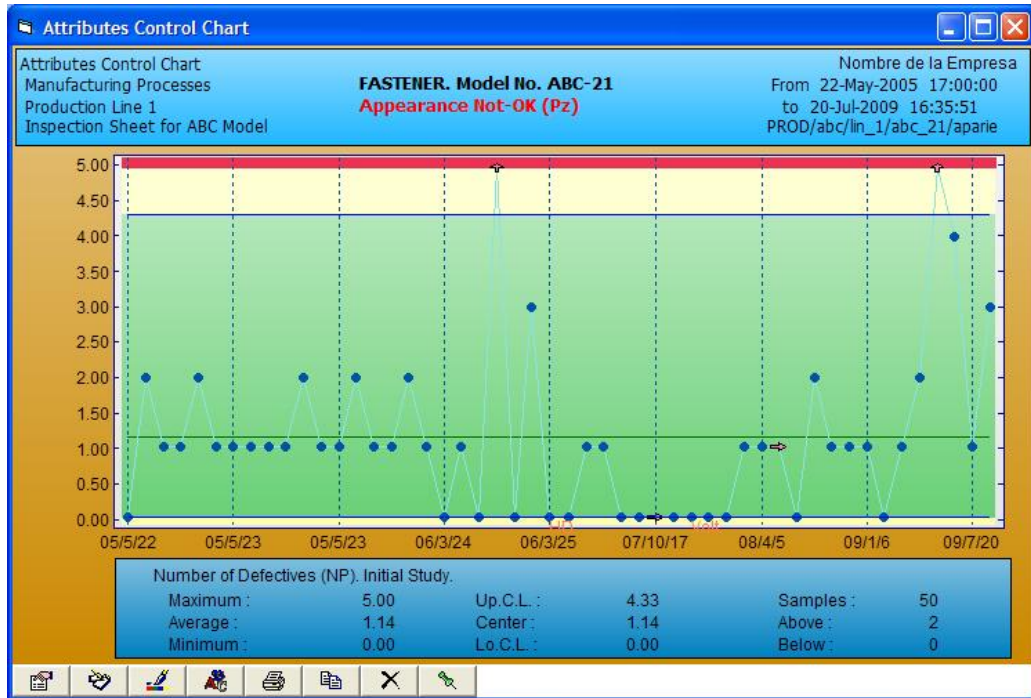 Attributes Control Chart
Attributes Control Chart
Manufacturing Processes
Production Line 1
Inspection Sheet for ABC Model
FASTENER. Model No. ABC-21
Appearance Not-OK (Pz)
Nombre de la Empresa
From 22-May-2005 17:00:00
to 20-Jul-2009 16:35:51
PROD/abc/lin_1/abc_21/aparie
5.00
4.50
4.00
3.50
3.00
2.50
2.00
1.50
1.00
0.50
0.00
Volt
05/5/22 05/5/23 05/5/23 06/3/24 06/3/25 07/10/17 08/4/5 09/1/6 09/7/20
Number of Defectives (NP). Initial Study.
Maximum : 5.00 Up.C.L. : 4.33 Samples : 50
Average : 1.14 Center : 1.14 Above : 2
Minimum : 0.00 Lo.C.L. : 0.00 Below : 0